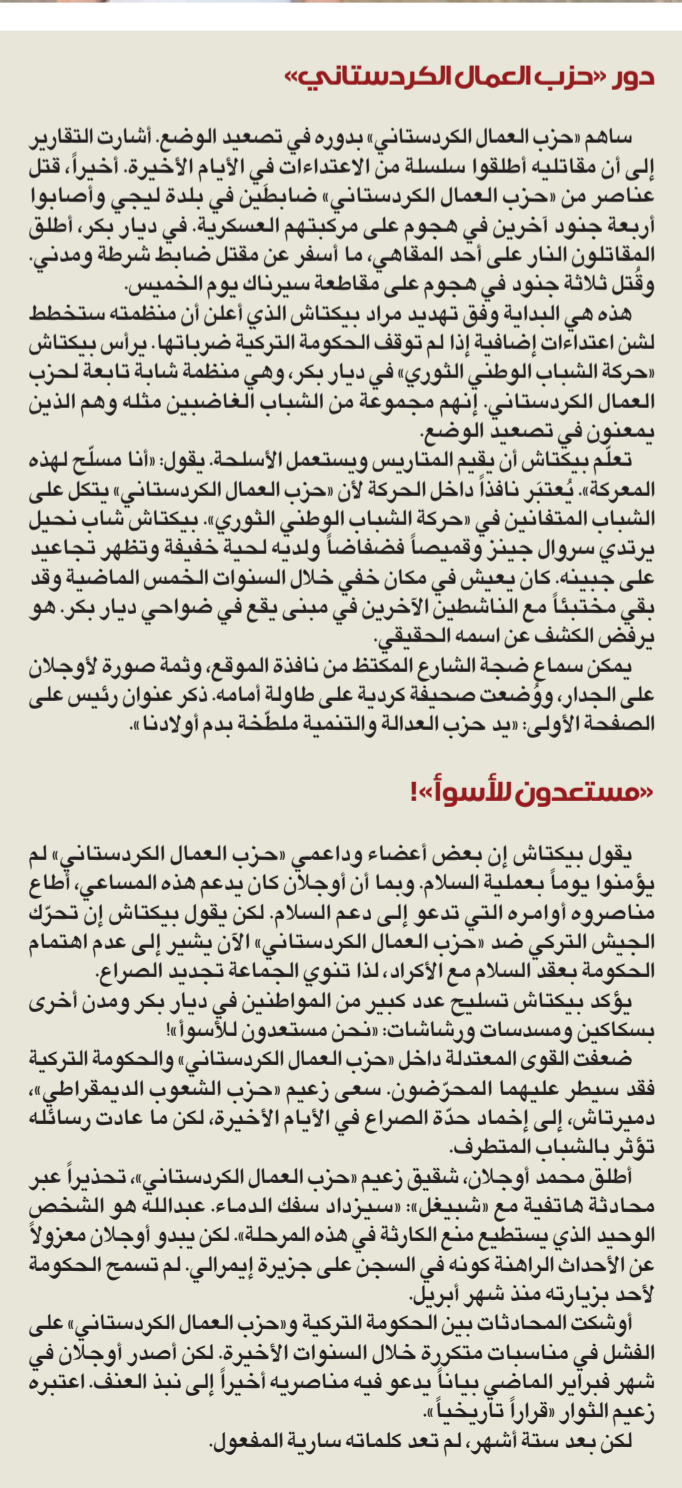 دور «حزب العمال الكردستاني»
ساهم «حزب العمال الكردستاني» بدوره في تصعيد الوضع. أشارت التقارير
إلى أن مقاتليه أطلقوا سلسلة من الاعتداءات في الأيام الأخيرة. أخيراً، قتل
عناصر من «حزب العمال الكردستاني» ضابطَين في بلدة ليجي وأصابوا
أربعة جنود آخرين في هجوم على مركبتهم العسكرية. في ديار بكر، أطلق
المقاتلون النار على أحد المقاهي، ما أسفر عن مقتل ضابط شرطة ومدني.
وقُتل ثلاثة جنود في هجوم على مقاطعة سيرناك يوم الخميس.
هذه هي البداية وفق تهديد مراد بيكتاش الذي أعلن أن منظمته ستخطط
لشن اعتداءات إضافية إذا لم توقف الحكومة التركية ضرباتها. يرأس بيكتاش
«حركة الشباب الوطني الثوري» في ديار بكر، وهي منظمة شابة تابعة لحزب
العمال الكردستاني. إنهم مجموعة من الشباب الغاضبين مثله وهم الذين
يمعنون في تصعيد الوضع.
تعلّم بيكتاش أن يقيم المتاريس ويستعمل الأسلحة. يقول: «أنا مسلّح لهذه
المعركة». يُعتبَر نافذاً داخل الحركة لأن «حزب العمال الكردستاني» يتكل على
الشباب المتفانين في «حركة الشباب الوطني الثوري». بيكتاش شاب نحيل
يرتدي سروال جينز وقميصاً فضفاضاً ولديه لحية خفيفة وتظهر تجاعيد
على جبينه. كان يعيش في مكان خفي خلال السنوات الخمس الماضية وقد
بقي مختبئاً مع الناشطين الآخرين في مبنى يقع في ضواحي ديار بكر. هو
يرفض الكشف عن اسمه الحقيقي.
يمكن سماع ضجة الشارع المكتظ من نافذة الموقع، وثمة صورة لأوجلان
على الجدار، ووُضعت صحيفة كردية على طاولة أمامه. ذكر عنوان رئيس على
الصفحة الأولى: «يد حزب العدالة والتنمية ملطّخة بدم أولادنا».
«مستعدون للأسوأ»!
يقول بيكتاش إن بعض أعضاء وداعمي «حزب العمال الكردستاني» لم
يؤمنوا يوماً بعملية السلام. وبما أن أوجلان كان يدعم هذه المساعي، أطاع
مناصروه أوامره التي تدعو إلى دعم السلام. لكن يقول بيكتاش إن تحرّك
الجيش التركي ضد «حزب العمال الكردستاني» الآن يشير إلى عدم اهتمام
الحكومة بعقد السلام مع الأكراد، لذا تنوي الجماعة تجديد الصراع.
يؤكد بيكتاش تسليح عدد كبير من المواطنين في ديار بكر ومدن أخرى
بسكاكين ومسدسات ورشاشات: «نحن مستعدون للأسوأ»!
ضعفت القوى المعتدلة داخل «حزب العمال الكردستاني» والحكومة التركية
فقد سيطر عليهما المحرّضون. سعى زعيم «حزب الشعوب الديمقراطي»،
دميرتاش، إلى إخماد حدّة الصراع في الأيام الأخيرة، لكن ما عادت رسائله
تؤثر بالشباب المتطرف.
أطلق محمد أوجلان، شقيق زعيم «حزب العمال الكردستاني»، تحذيراً عبر
محادثة هاتفية مع «شبيغل»: «سيزداد سفك الدماء. عبدالله هو الشخص
الوحيد الذي يستطيع منع الكارثة في هذه المرحلة». لكن يبدو أوجلان معزولاً
عن الأحداث الراهنة كونه في السجن على جزيرة إيمرالي. لم تسمح الحكومة
لأحد بزيارته منذ شهر أبريل.
أوشكت المحادثات بين الحكومة التركية و«حزب العمال الكردستاني» على
الفشل في مناسبات متكررة خلال السنوات الأخيرة. لكن أصدر أوجلان في
شهر فبراير الماضي بياناً يدعو فيه مناصريه أخيراً إلى نبذ العنف. اعتبره
زعيم الثوار «قراراً تاريخياً».
لكن بعد ستة أشهر، لم تعد كلماته سارية المفعول.